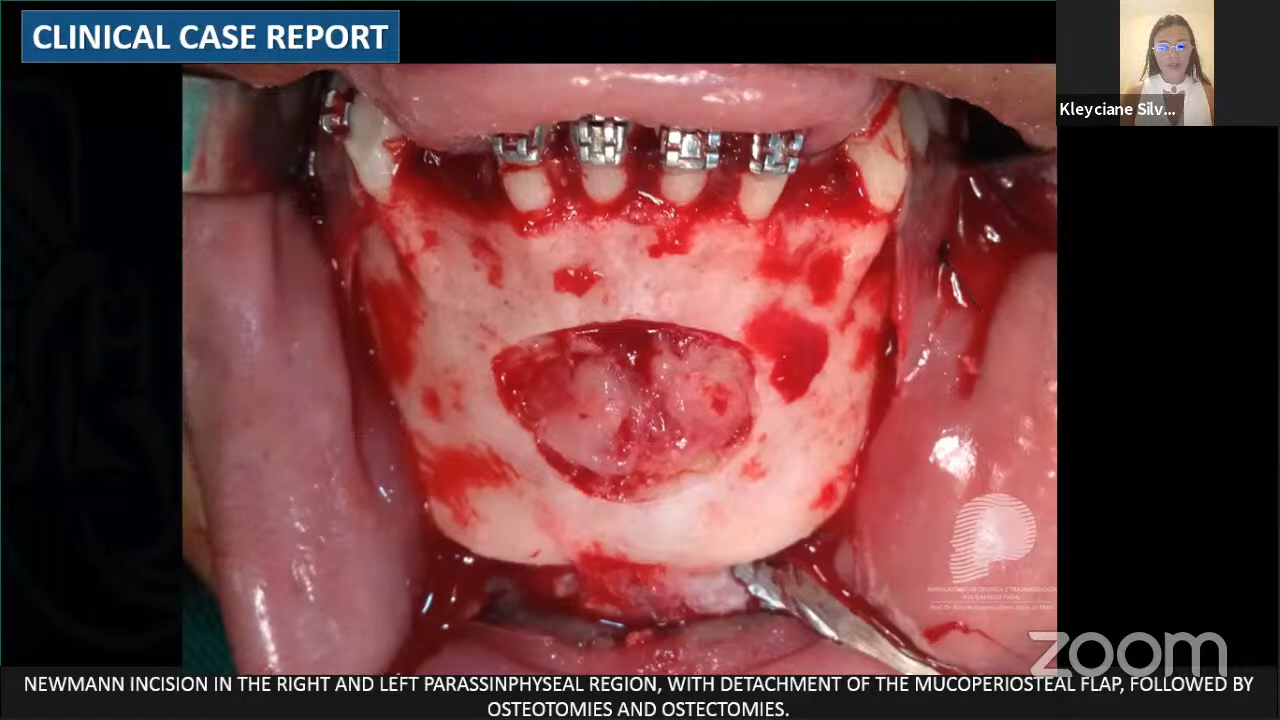 CLINICAL CASE REPORT
Kleyciane Silv...
zoom
NEWMANN INCISION IN THE RIGHT AND LEFT PARASSINPHYSEAL REGION, WITH DETACHMENT OF THE MUCOPERIOSTEAL FLAP, FOLLOWED BY
OSTEOTOMIES AND OSTECTOMIES.